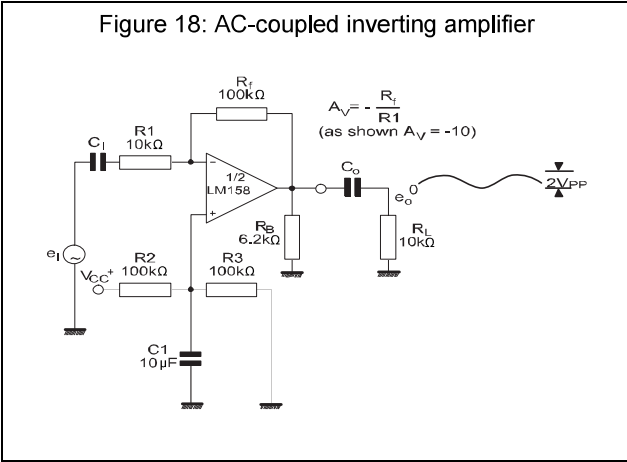 Figure 18: AC-coupled inverting amplifier
Rf
100kΩ
AV = - Rf
R1
(as shown AV = -10)
R1
10kΩ
CI
1/2
LM158
-
+
Co
eo
0
2VPP
RB
6.2kΩ
RL
10kΩ
eI
~
VCC+
R2
100kΩ
R3
100kΩ
C1
10µF